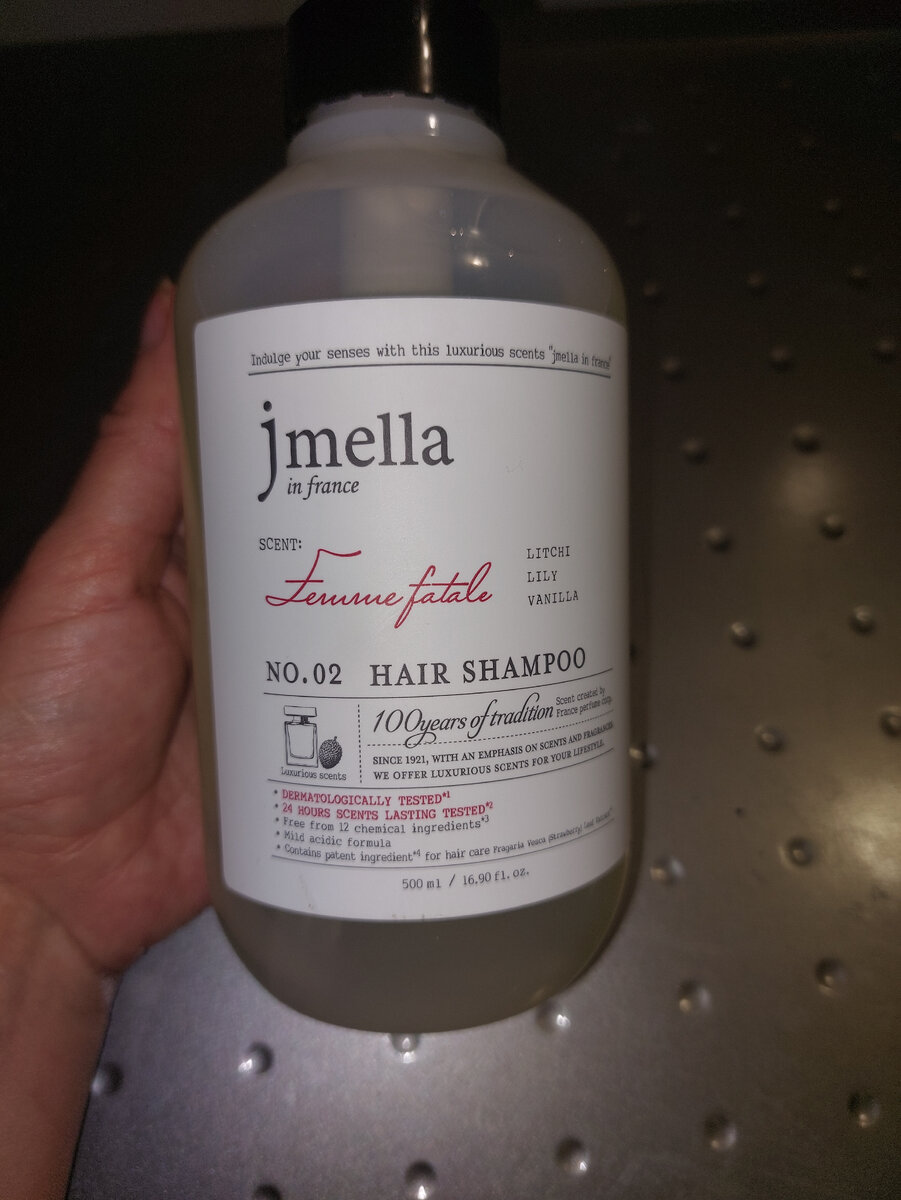 Indulge your senses with this luxurious scents "jmella in france"
jmella
in france
SCENT:
Femme fatale
LITCHI
LILY
VANILLA
NO.02 HAIR SHAMPOO
Luxurious scents
100years of tradition
Scent created by
France perfume corp.
SINCE 1921, WITH AN EMPHASIS ON SCENTS AND FRAGRANCES,
WE OFFER LUXURIOUS SCENTS FOR YOUR LIFESTYLE.
* DERMATOLOGICALLY TESTED*1
* 24 HOURS SCENTS LASTING TESTED*2
* Free from 12 chemical ingredients*3
* Mild acidic formula
* Contains patent ingredient*4 for hair care Fragaria Vesca (Strawberry) Leaf Extract
500 ml / 16.90 fl. oz.